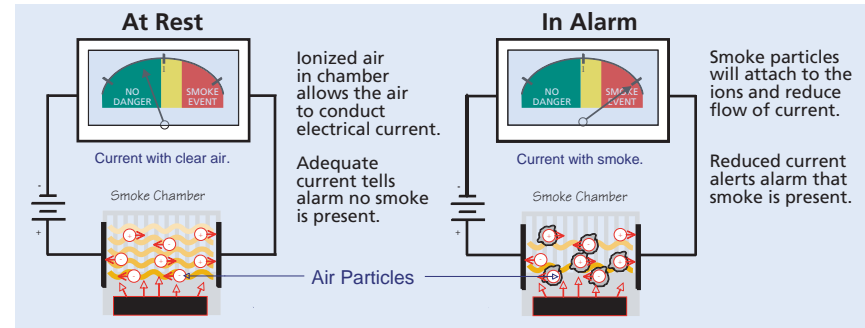 At Rest
NO
DANGER
SMOKE
EVENT
Current with clear air.
Smoke Chamber
-
+
Ionized air
in chamber
allows the air
to conduct
electrical current.
Adequate
current tells
alarm no smoke
is present.
Air Particles
In Alarm
NO
DANGER
SMOKE
EVENT
Current with smoke.
Smoke Chamber
-
+
Smoke particles
will attach to the
ions and reduce
flow of current.
Reduced current
alerts alarm that
smoke is present.